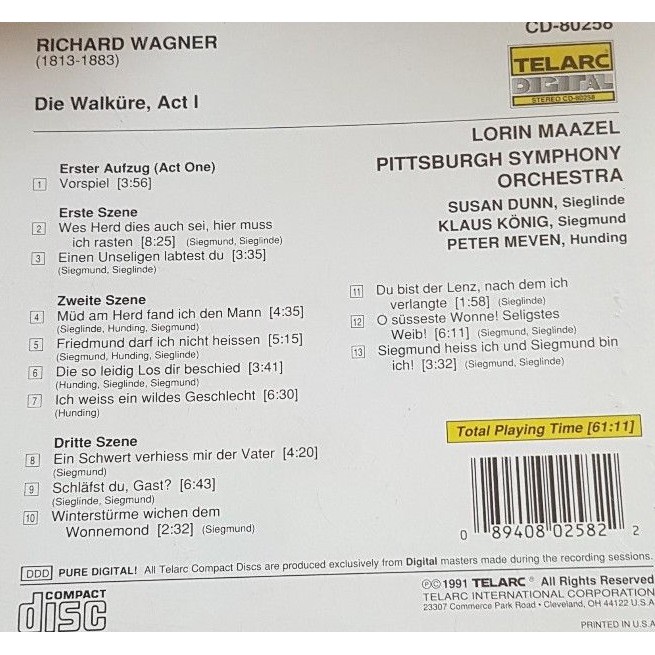 CD-80258
RICHARD WAGNER
(1813-1883)
Die Walküre, Act I
TELARC
DIGITAL
STEREO CD-80258
LORIN MAAZEL
PITTSBURGH SYMPHONY
ORCHESTRA
SUSAN DUNN, Sieglinde
KLAUS KÖNIG, Siegmund
PETER MEVEN, Hunding
Erster Aufzug (Act One)
1 Vorspiel [3:56]
Erste Szene
2 Wes Herd dies auch sei, hier muss
ich rasten [8:25] (Siegmund, Sieglinde)
3 Einen Unseligen labtest du [3:35]
(Siegmund, Sieglinde)
Zweite Szene
4 Müd am Herd fand ich den Mann [4:35]
(Sieglinde, Hunding, Siegmund)
5 Friedmund darf ich nicht heissen [5:15]
(Siegmund, Hunding, Sieglinde)
6 Die so leidig Los dir beschied [3:41]
(Hunding, Sieglinde, Siegmund)
7 Ich weiss ein wildes Geschlecht [6:30]
(Hunding)
Dritte Szene
8 Ein Schwert verhiess mir der Vater [4:20]
(Siegmund)
9 Schläfst du, Gast? [6:43]
(Sieglinde, Siegmund)
10 Winterstürme wichen dem
Wonnemond [2:32] (Siegmund)
11 Du bist der Lenz, nach dem ich
verlangte [1:58] (Sieglinde)
12 O süsseste Wonne! Seligstes
Weib! [6:11] (Siegmund, Sieglinde)
13 Siegmund heiss ich und Siegmund bin
ich! [3:32] (Siegmund, Sieglinde)
Total Playing Time [61:11]
0 89408 02582 2
DDD PURE DIGITAL! All Telarc Compact Discs are produced exclusively from Digital masters made during the recording sessions.
COMPACT
disc
℗©1991 TELARC® All Rights Reserved
TELARC INTERNATIONAL CORPORATION
23307 Commerce Park Road • Cleveland, OH 44122 U.S.A
PRINTED IN U.S.A